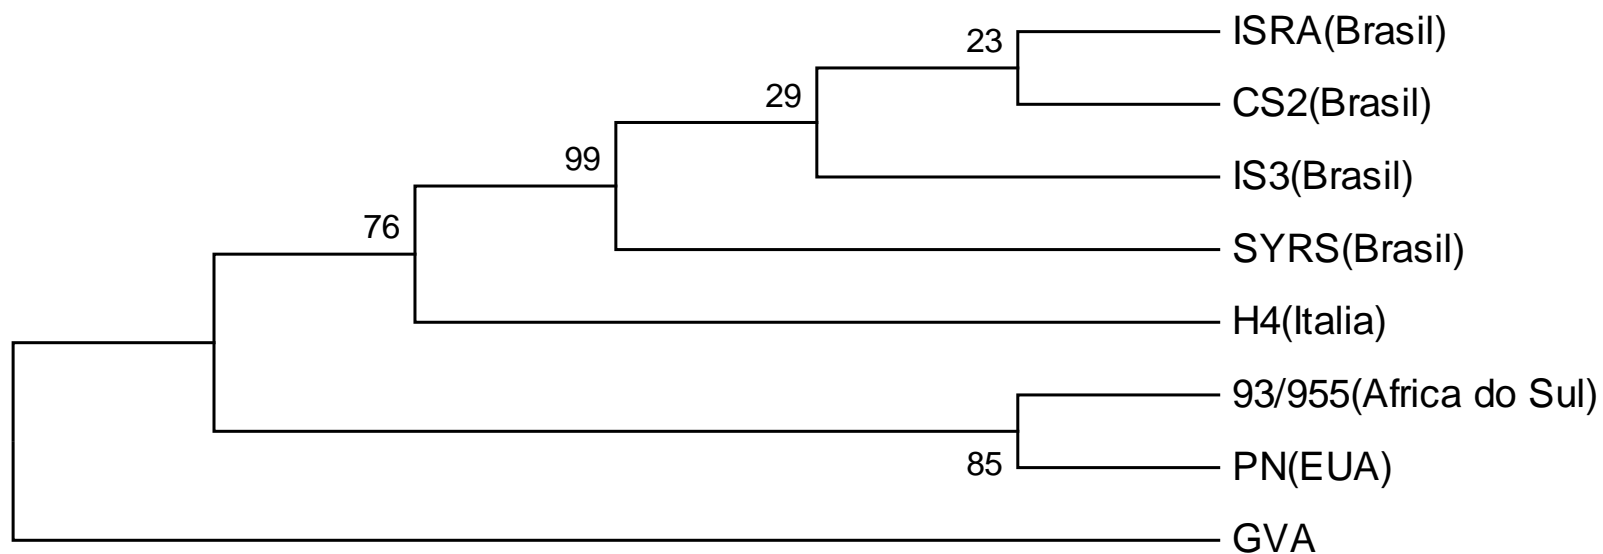 ISRA(Brasil)
23
CS2(Brasil)
29
IS3(Brasil)
99
SYRS(Brasil)
76
H4(Italia)
93/955(Africa do Sul)
85
PN(EUA)
GVA